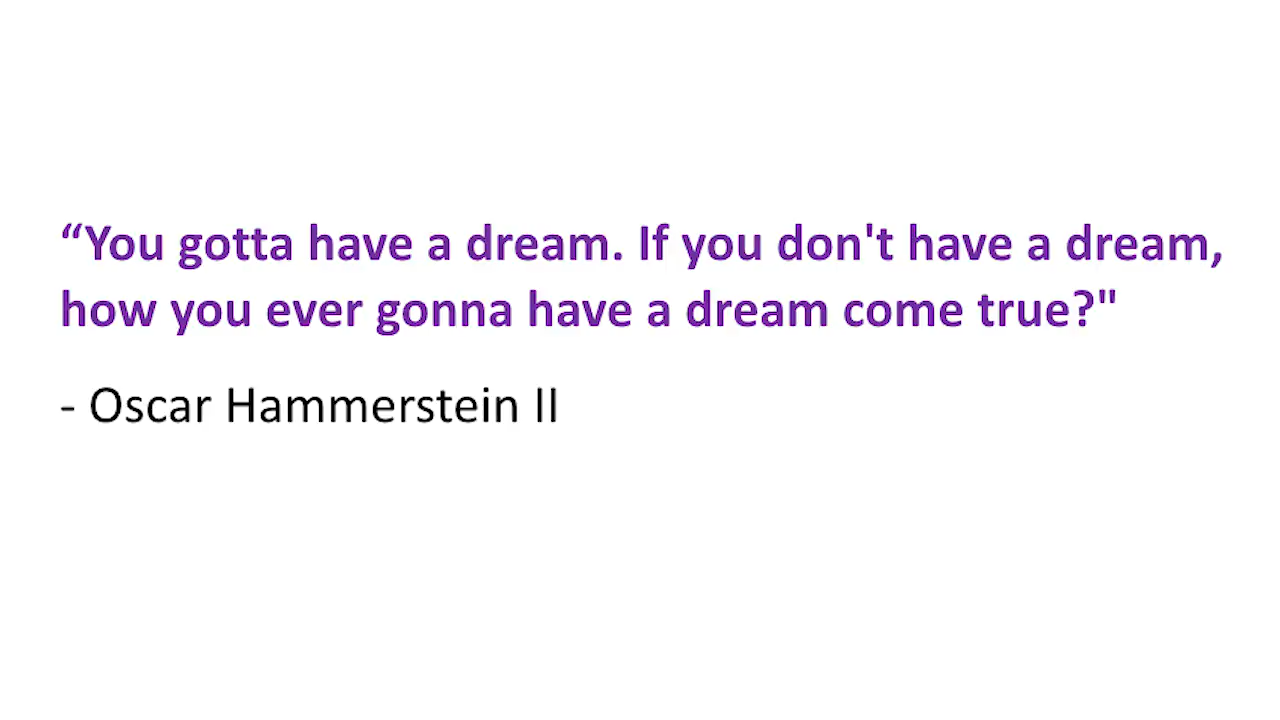 “You gotta have a dream. If you don't have a dream,
how you ever gonna have a dream come true?"
- Oscar Hammerstein II